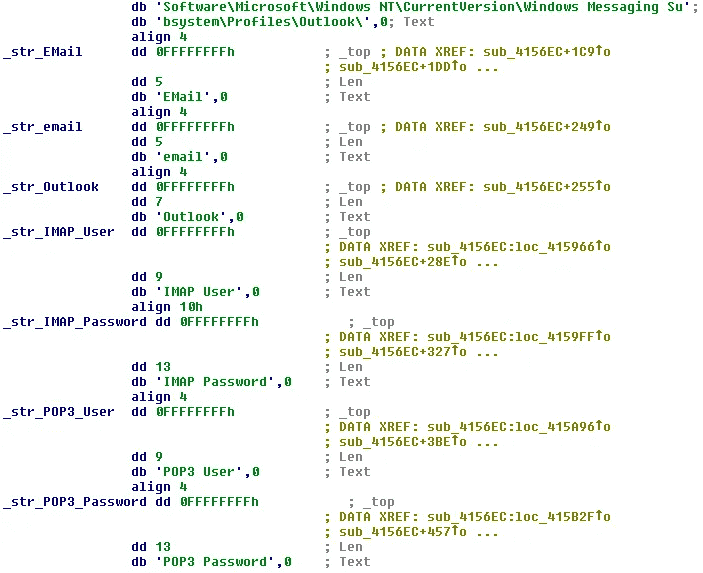 db 'Software\Microsoft\Windows NT\CurrentVersion\Windows Messaging Su';
db 'bsystem\Profiles\Outlook\',0; Text
align 4
_str_EMail dd 0FFFFFFFFh ; _top ; DATA XREF: sub_4156EC+1C9↑o
; sub_4156EC+1DD↑o ...
dd 5 ; Len
db 'EMail',0 ; Text
align 4
_str_email dd 0FFFFFFFFh ; _top ; DATA XREF: sub_4156EC+249↑o
dd 5 ; Len
db 'email',0 ; Text
align 4
_str_Outlook dd 0FFFFFFFFh ; _top ; DATA XREF: sub_4156EC+255↑o
dd 7 ; Len
db 'Outlook',0 ; Text
_str_IMAP_User dd 0FFFFFFFFh ; _top
; DATA XREF: sub_4156EC:loc_415966↑o
; sub_4156EC+28E↑o ...
dd 9 ; Len
db 'IMAP User',0 ; Text
align 10h
_str_IMAP_Password dd 0FFFFFFFFh ; _top
; DATA XREF: sub_4156EC:loc_4159FF↑o
; sub_4156EC+327↑o ...
dd 13 ; Len
db 'IMAP Password',0 ; Text
align 4
_str_POP3_User dd 0FFFFFFFFh ; _top
; DATA XREF: sub_4156EC:loc_415A96↑o
; sub_4156EC+3BE↑o ...
dd 9 ; Len
db 'POP3 User',0 ; Text
align 4
_str_POP3_Password dd 0FFFFFFFFh ; _top
; DATA XREF: sub_4156EC:loc_415B2F↑o
; sub_4156EC+457↑o ...
dd 13 ; Len
db 'POP3 Password',0 ; Text